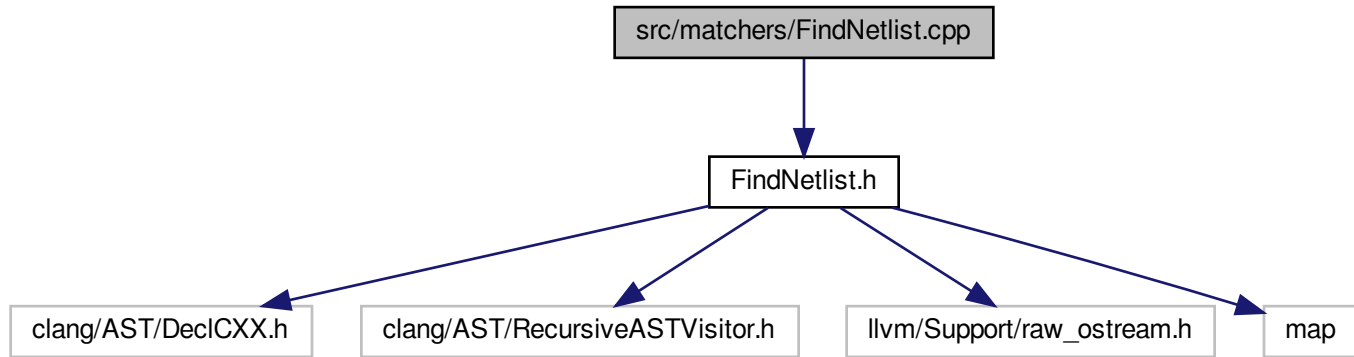 src/matchers/FindNetlist.cpp
FindNetlist.h
clang/AST/DeclCXX.h
clang/AST/RecursiveASTVisitor.h
llvm/Support/raw_ostream.h
map